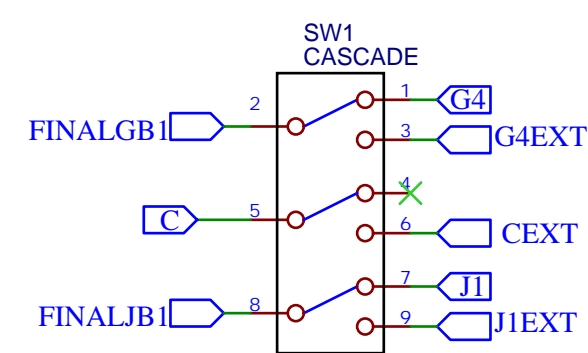 SW1
CASCADE
1 G4
2
FINALGB1
3 G4EXT
4
C 5
6 CEXT
7 J1
FINALJB1 8
9 J1EXT